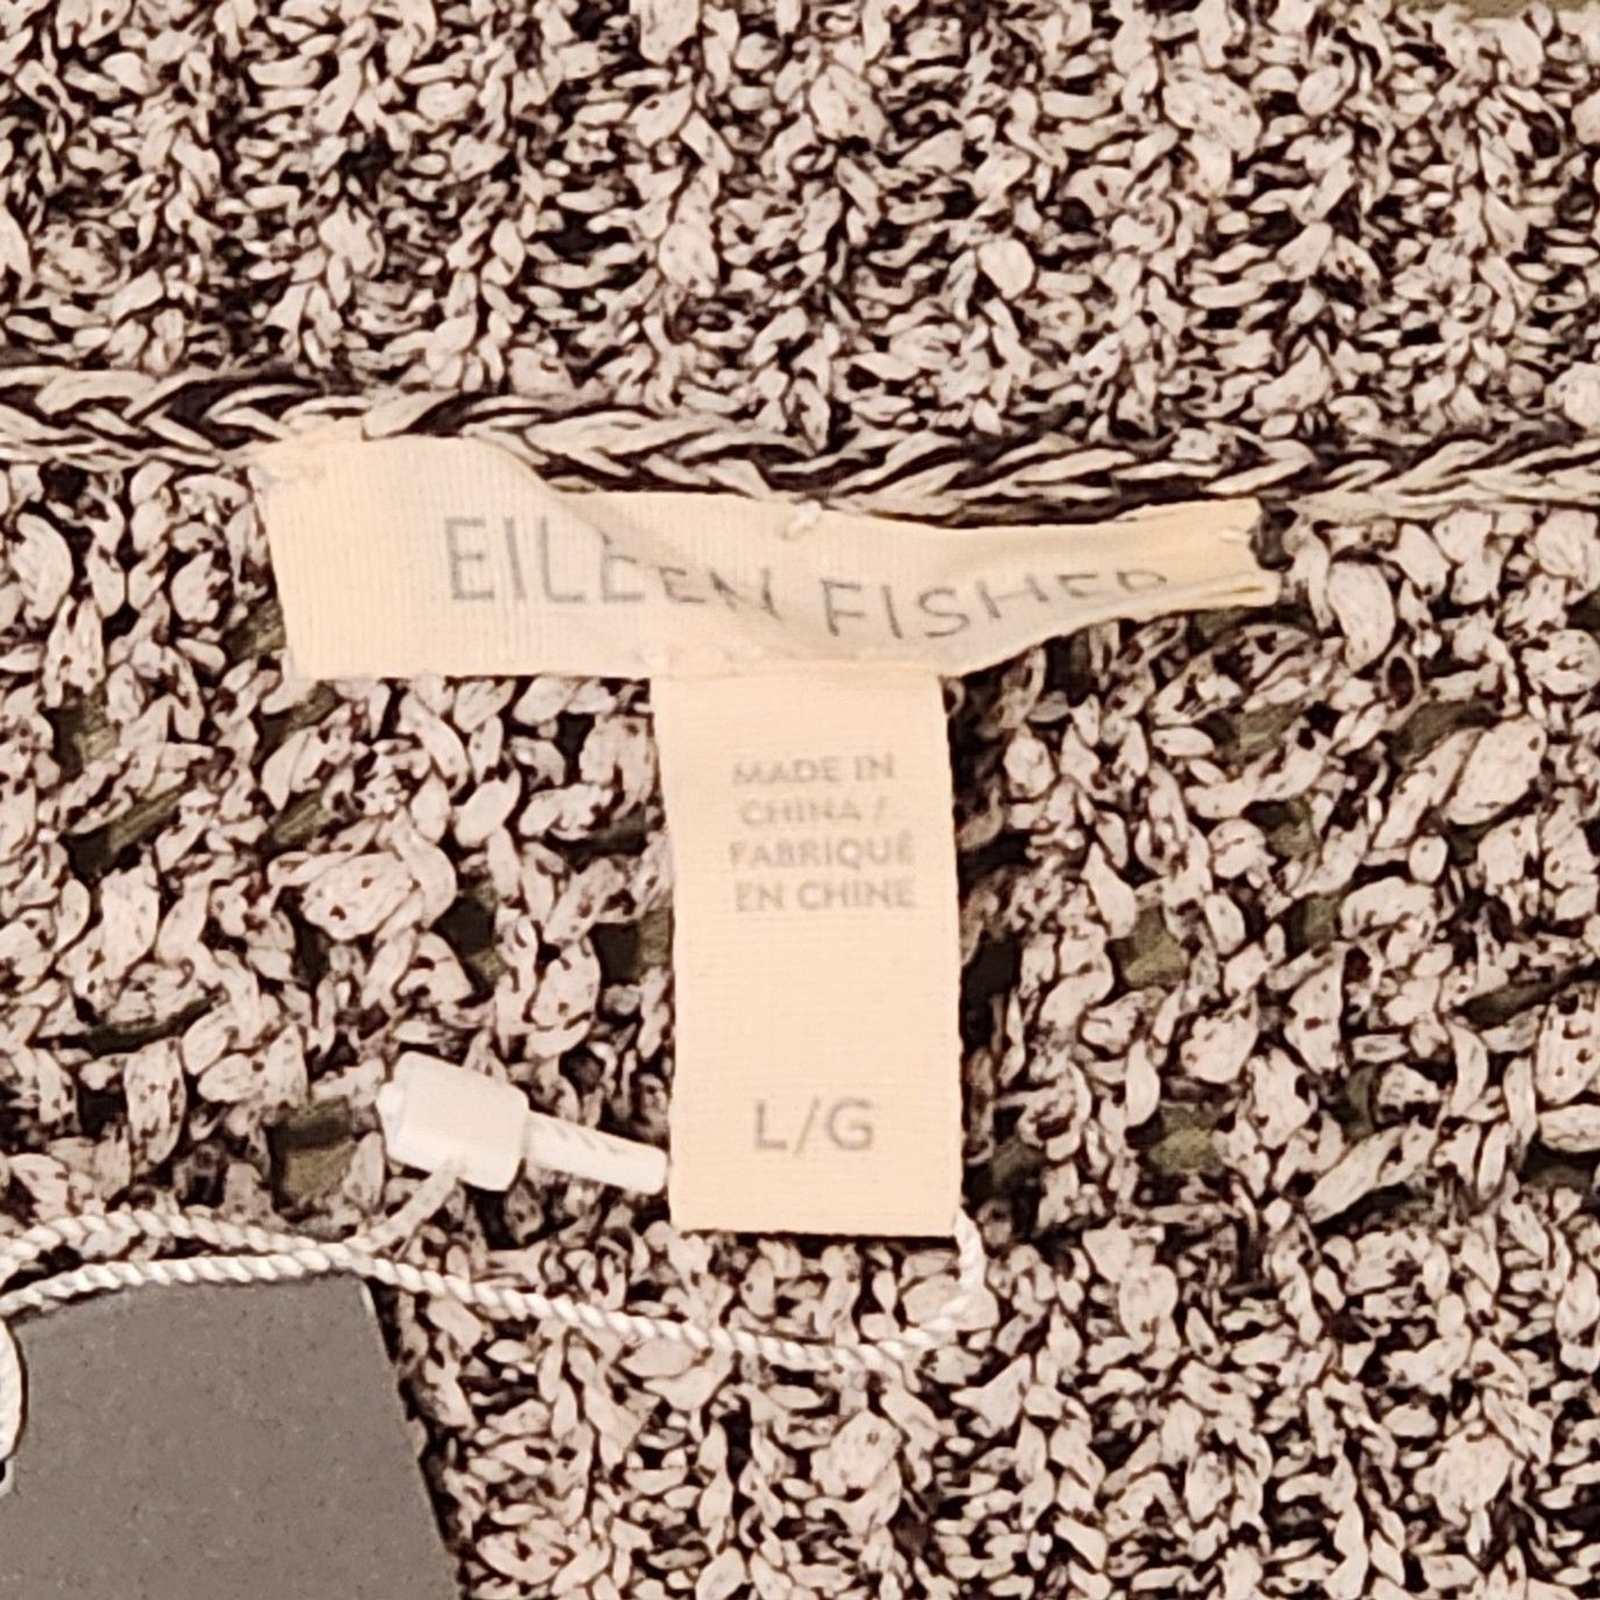 EILEEN FISHER
MADE IN
CHINA /
FABRIQUÉ
EN CHINE
L/G